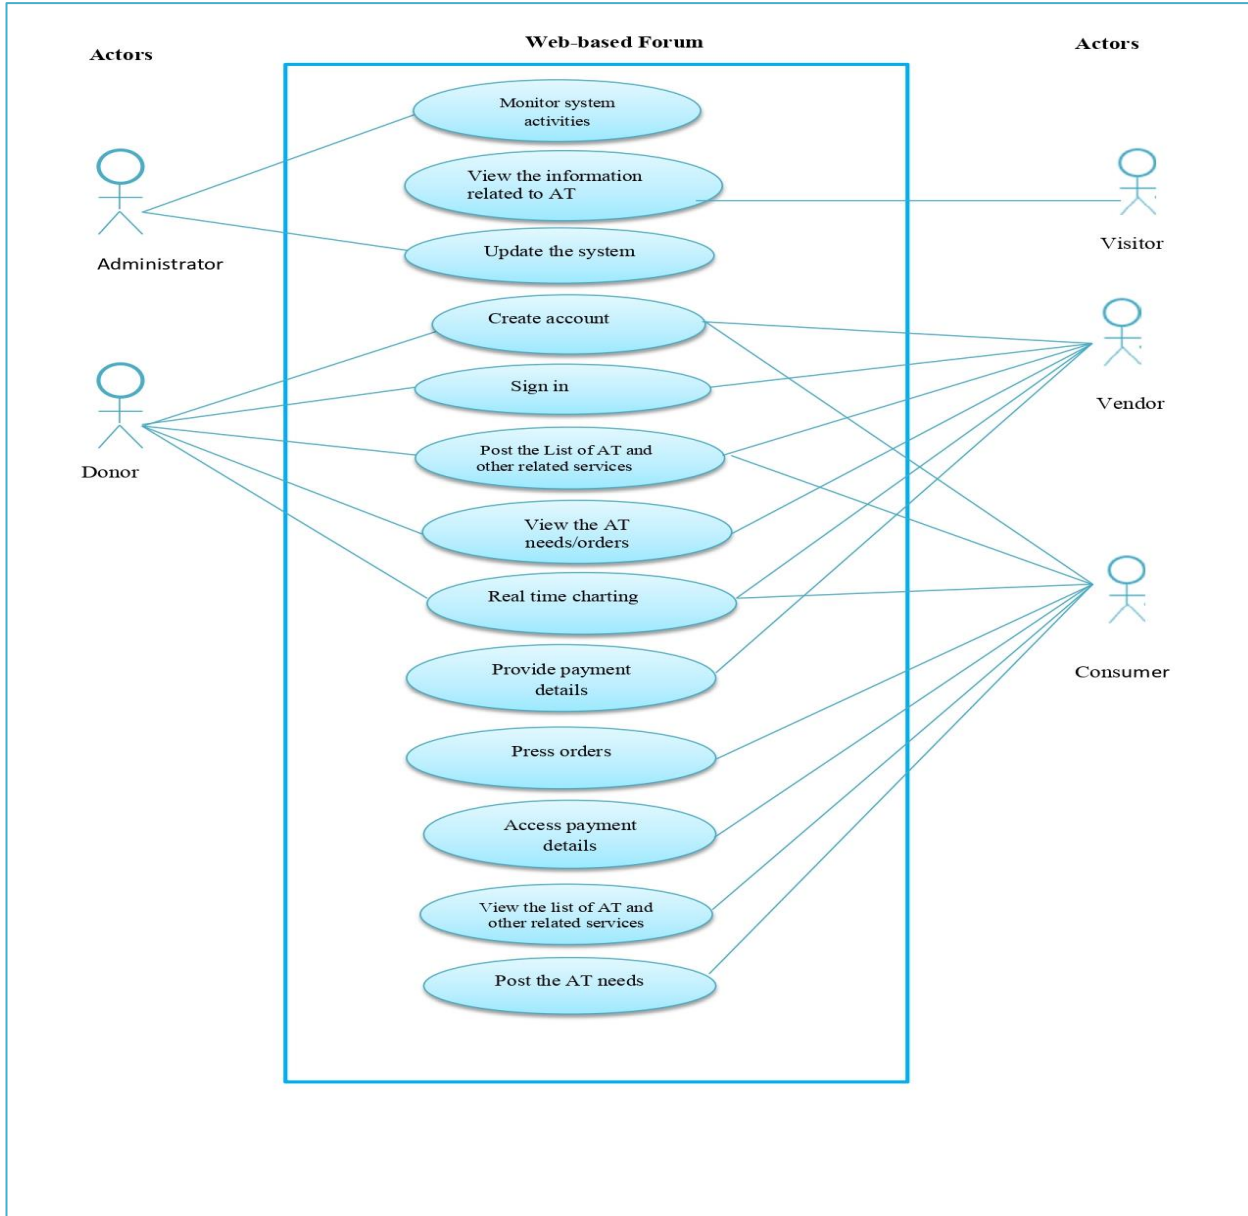 Actors
Web-based Forum
Actors
Monitor system
activities
View the information
related to AT
Visitor
Update the system
Administrator
Create account
Sign in
Vendor
Post the List of AT and
other related services
Donor
View the AT
needs/orders
Real time charting
Provide payment
details
Consumer
Press orders
Access payment
details
View the list of AT and
other related services
Post the AT needs